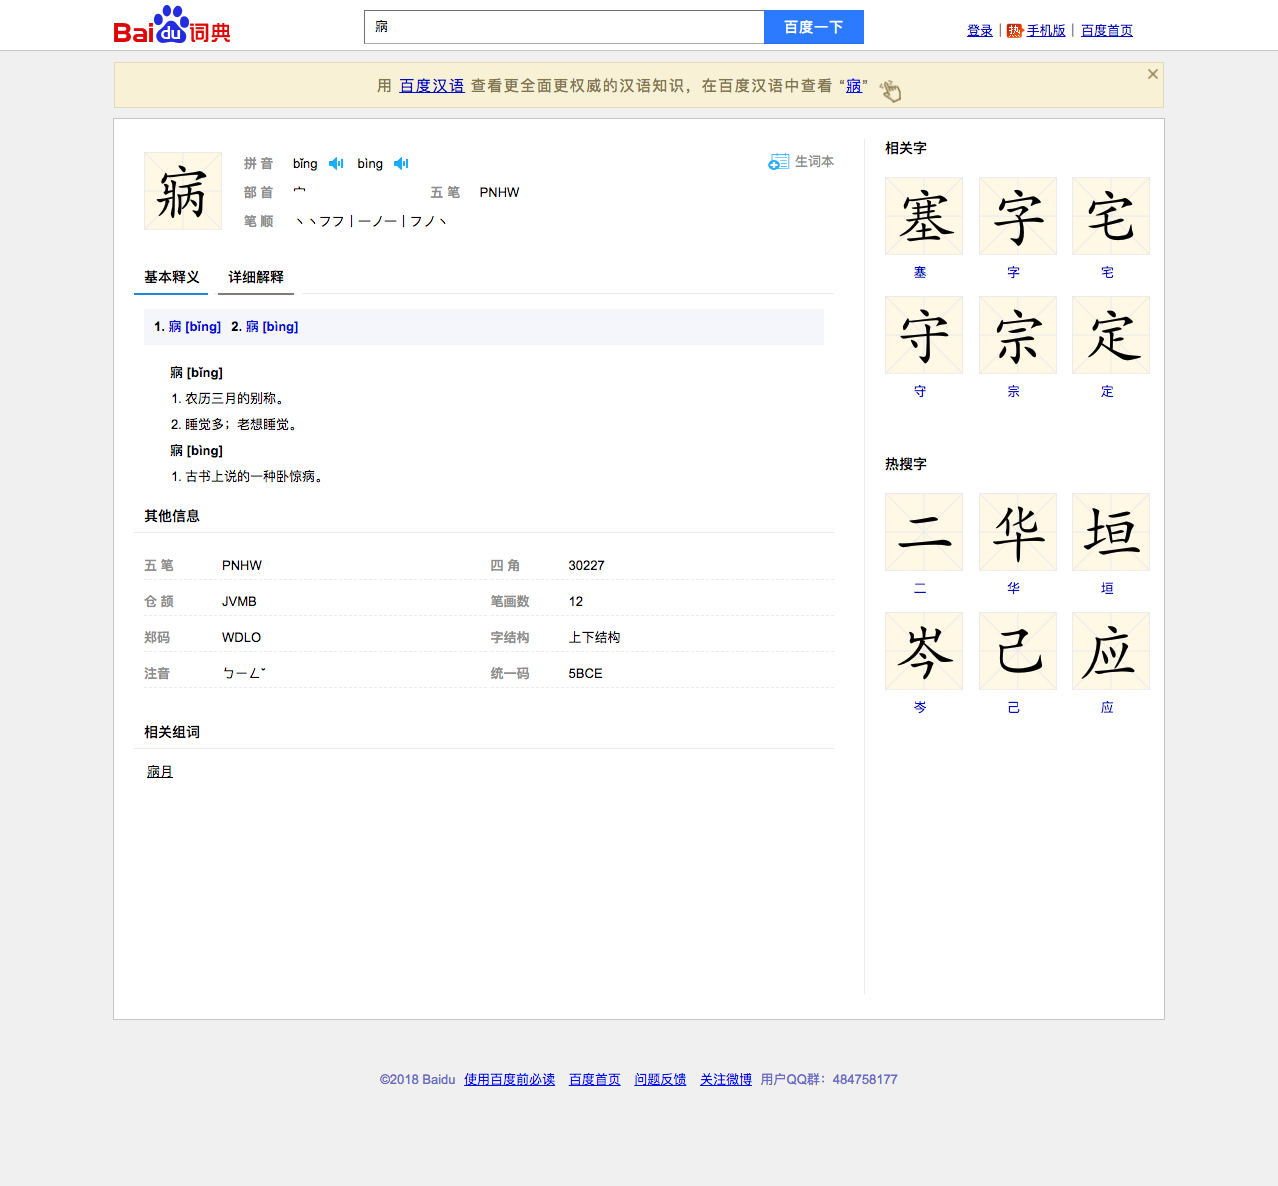 Baidu词典
寎
百度一下
登录 | 热 手机版 | 百度首页
用 百度汉语 查看更全面更权威的汉语知识，在百度汉语中查看 “寎”
寎
拼 音 bǐng bìng
生词本
部 首 宀 五 笔 PNHW
笔 顺 丶丶フフ丨一ノ一丨フノ丶
基本释义 详细解释
1. 寎 [bǐng] 2. 寎 [bìng]
寎 [bǐng]
1. 农历三月的别称。
2. 睡觉多；老想睡觉。
寎 [bìng]
1. 古书上说的一种卧惊病。
其他信息
五 笔 PNHW 四 角 30227
仓 颉 JVMB 笔画数 12
郑码 WDLO 字结构 上下结构
注音 ㄅㄧㄥˇ 统一码 5BCE
相关组词
寎月
相关字
塞 字 宅
塞 字 宅
守 宗 定
守 宗 定
热搜字
二 华 垣
二 华 垣
岑 己 应
岑 己 应
©2018 Baidu 使用百度前必读 百度首页 问题反馈 关注微博 用户QQ群：484758177